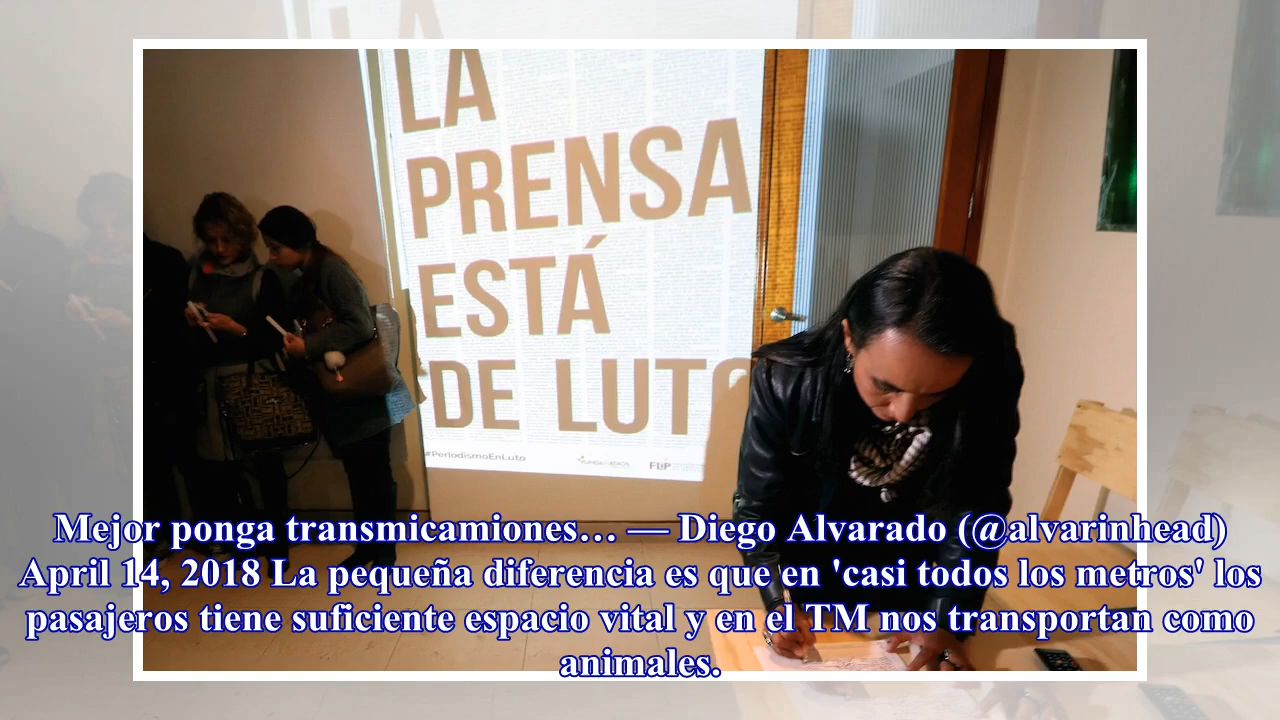 LA
LA
PRENSA
ESTÁ
DE LUTO
#PeriodismoEnLuto
FLIP
Mejor ponga transmicamiones… — Diego Alvarado (@alvarinhead)
April 14, 2018 La pequeña diferencia es que en 'casi todos los metros' los
pasajeros tiene suficiente espacio vital y en el TM nos transportan como
animales.